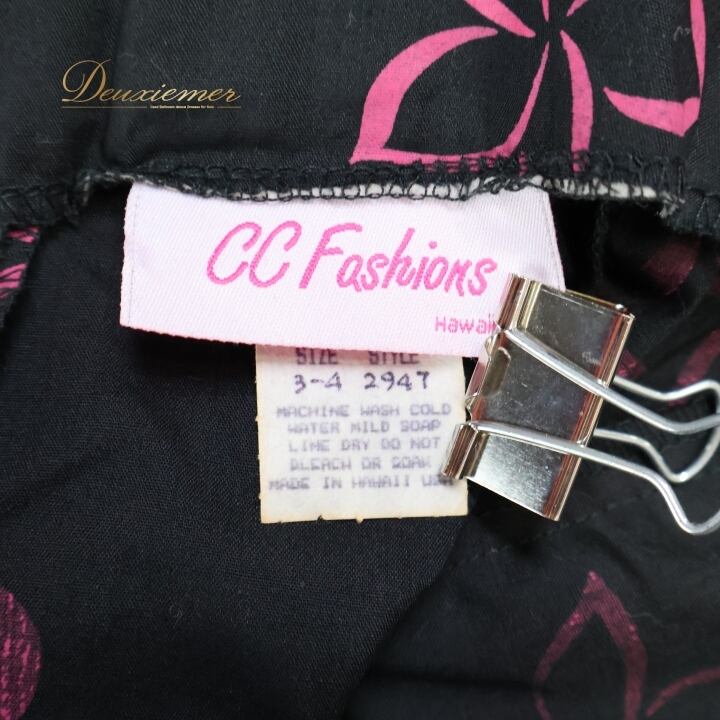 Deuxiemer
CC Fashions
Hawaii
SIZE STYLE
3-4 2947
MACHINE WASH COLD
WATER MILD SOAP
LINE DRY DO NOT
BLEACH OR SOAK
MADE IN HAWAII USA